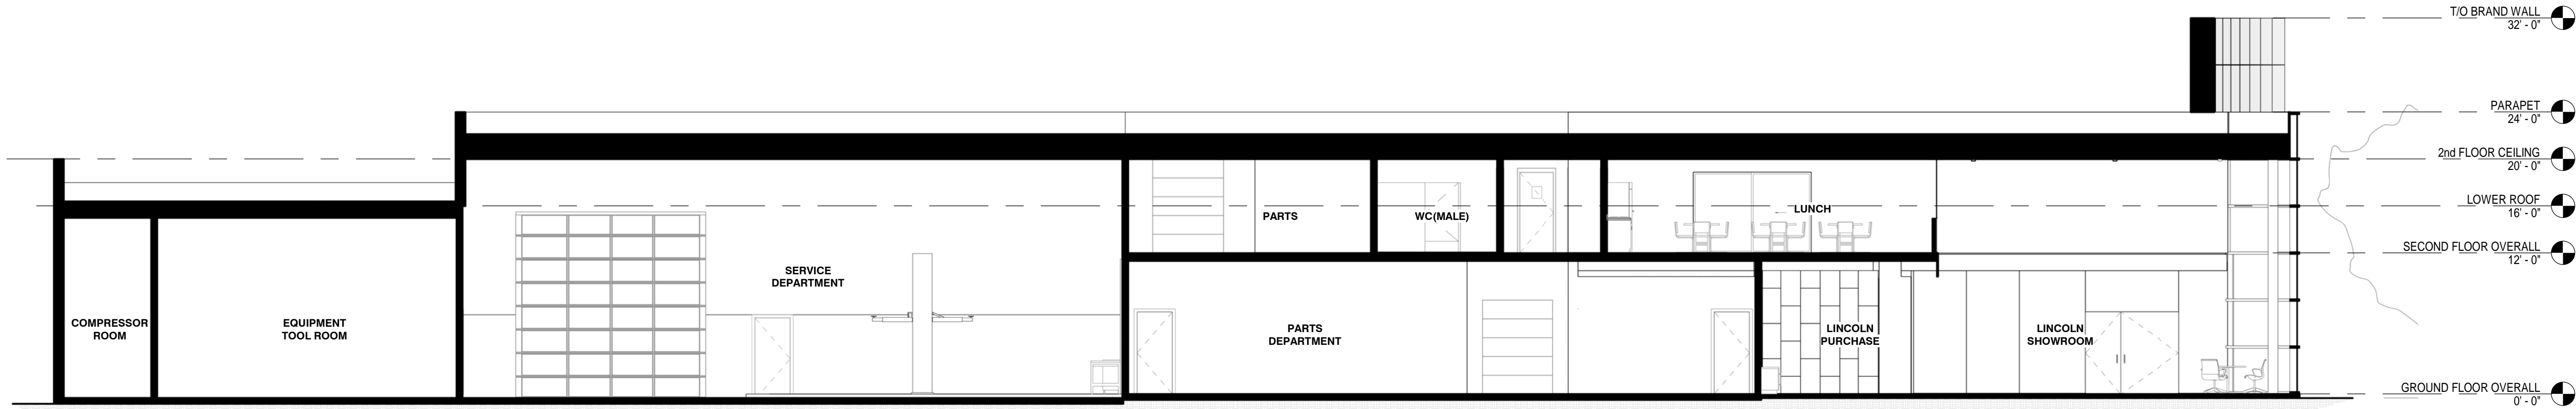 T/O BRAND WALL
32' - 0"
PARAPET
24' - 0"
2nd FLOOR CEILING
20' - 0"
LOWER ROOF
16' - 0"
SECOND FLOOR OVERALL
12' - 0"
GROUND FLOOR OVERALL
0' - 0"
PARTS
WC(MALE)
LUNCH
COMPRESSOR
ROOM
EQUIPMENT
TOOL ROOM
SERVICE
DEPARTMENT
PARTS
DEPARTMENT
LINCOLN
PURCHASE
LINCOLN
SHOWROOM